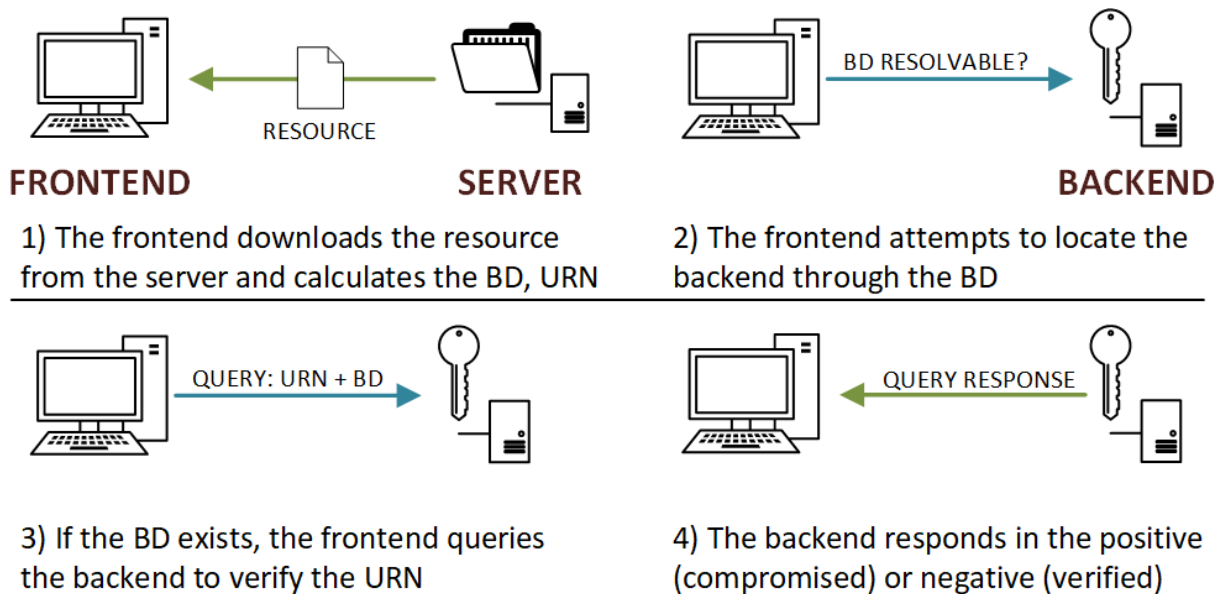 RESOURCE
FRONTEND
SERVER
1) The frontend downloads the resource
from the server and calculates the BD, URN
BD RESOLVABLE?
BACKEND
2) The frontend attempts to locate the
backend through the BD
QUERY: URN + BD
3) If the BD exists, the frontend queries
the backend to verify the URN
QUERY RESPONSE
4) The backend responds in the positive
(compromised) or negative (verified)